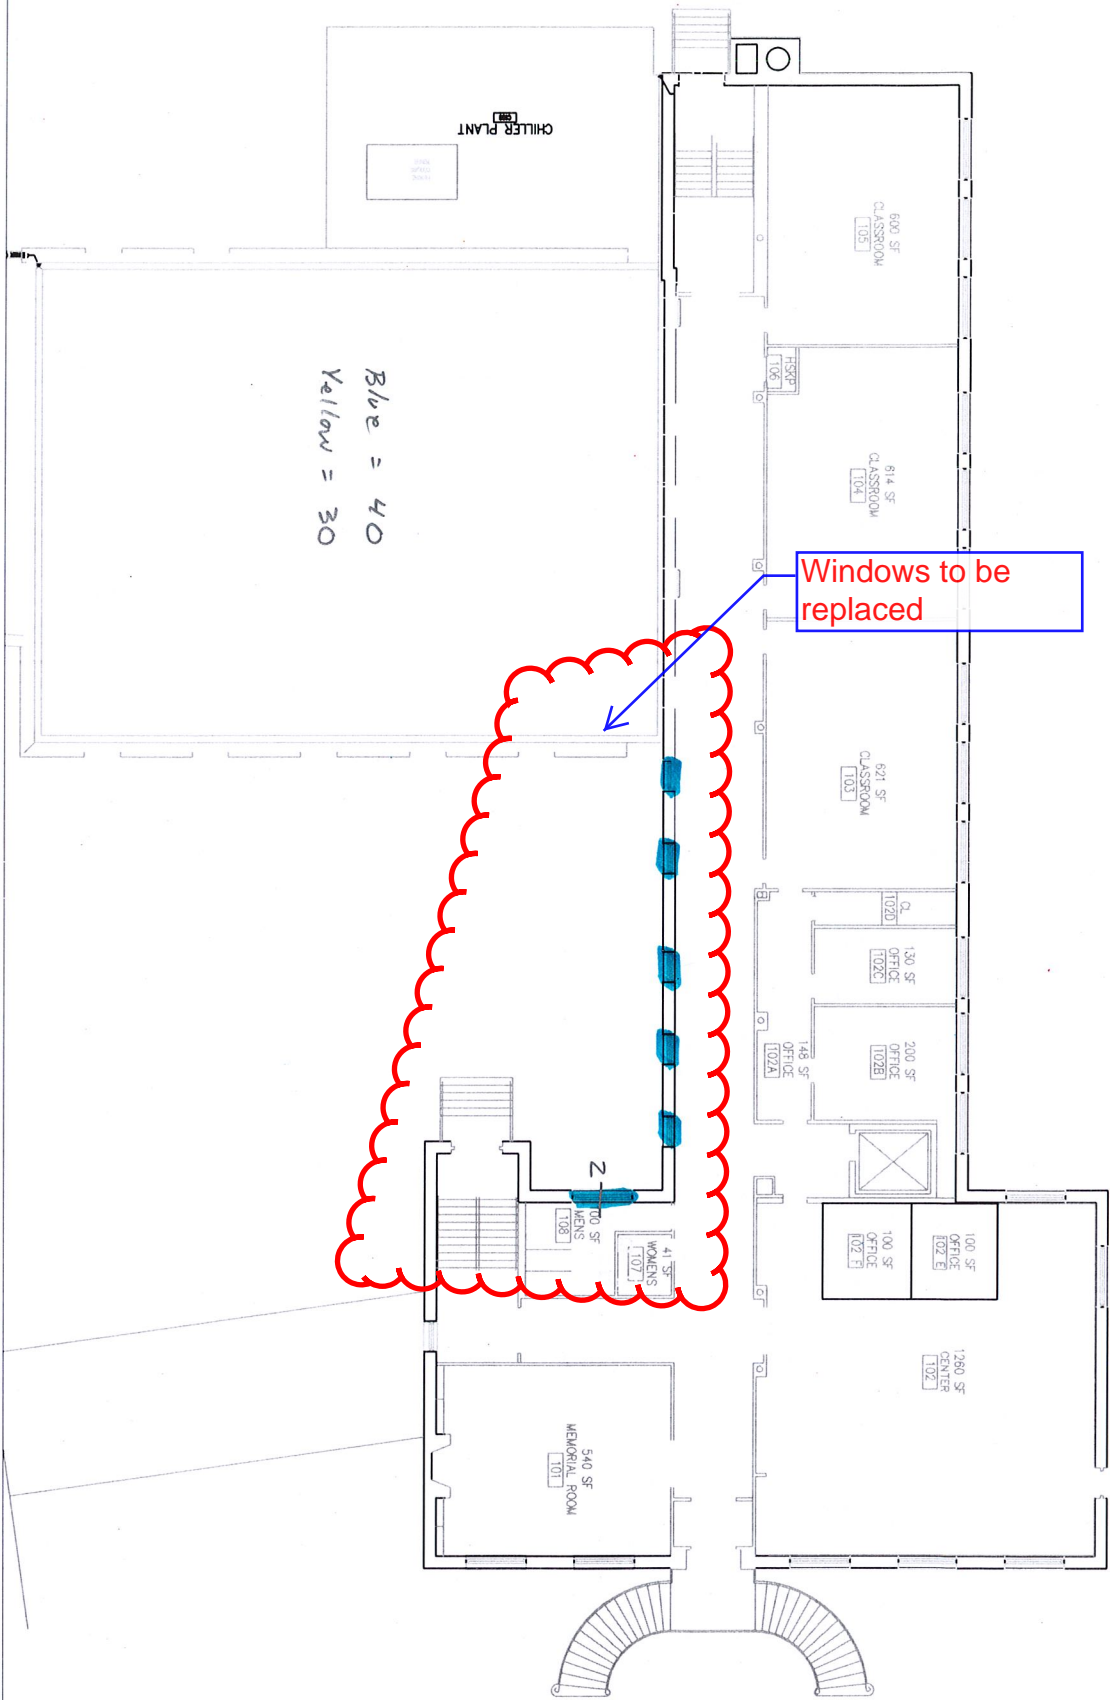 CHILLER PLANT
600 SF
CLASSROOM
105
HSKP
106
614 SF
CLASSROOM
104
Blue = 40
Yellow = 30
Windows to be
replaced
621 SF
CLASSROOM
103
CL
102D
130 SF
OFFICE
102C
200 SF
OFFICE
102B
148 SF
OFFICE
102A
2
00 SF
MENS
108
41 SF
WOMENS
107
100 SF
OFFICE
102 F
100 SF
OFFICE
102 E
1260 SF
CENTER
102
540 SF
MEMORIAL ROOM
101